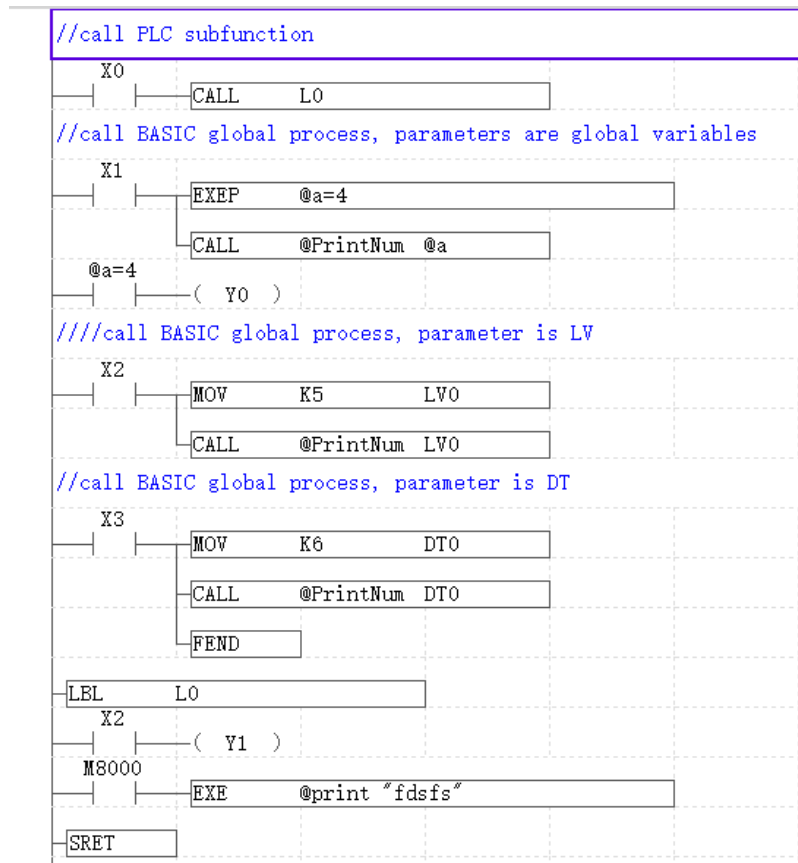 //call PLC subfunction
X0
CALL L0
//call BASIC global process, parameters are global variables
X1
EXEP @a=4
CALL @PrintNum @a
@a=4
( Y0 )
////call BASIC global process, parameter is LV
X2
MOV K5 LV0
CALL @PrintNum LV0
//call BASIC global process, parameter is DT
X3
MOV K6 DT0
CALL @PrintNum DT0
FEND
LBL L0
X2
( Y1 )
M8000
EXE @print "fdsfs"
SRET